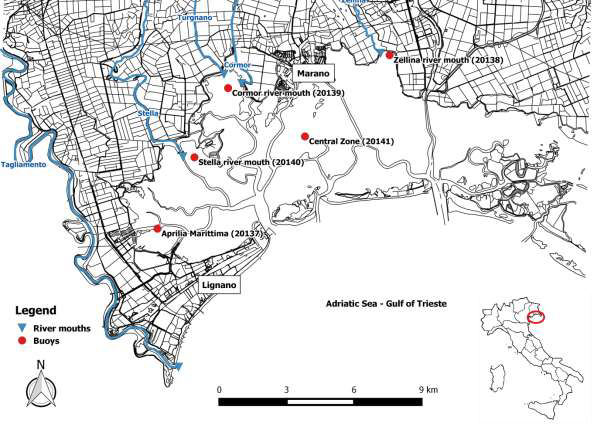 Turgnano
Zellina
Zellina river mouth (20138)
Cormor
Marano
Cormor river mouth (20139)
Stella
Central Zone (20141)
Stella river mouth (20140)
Tagliamento
Aprilia Marittima (20137)
Lignano
Adriatic Sea - Gulf of Trieste
Legend
River mouths
Buoys
N
0 3 6 9 km